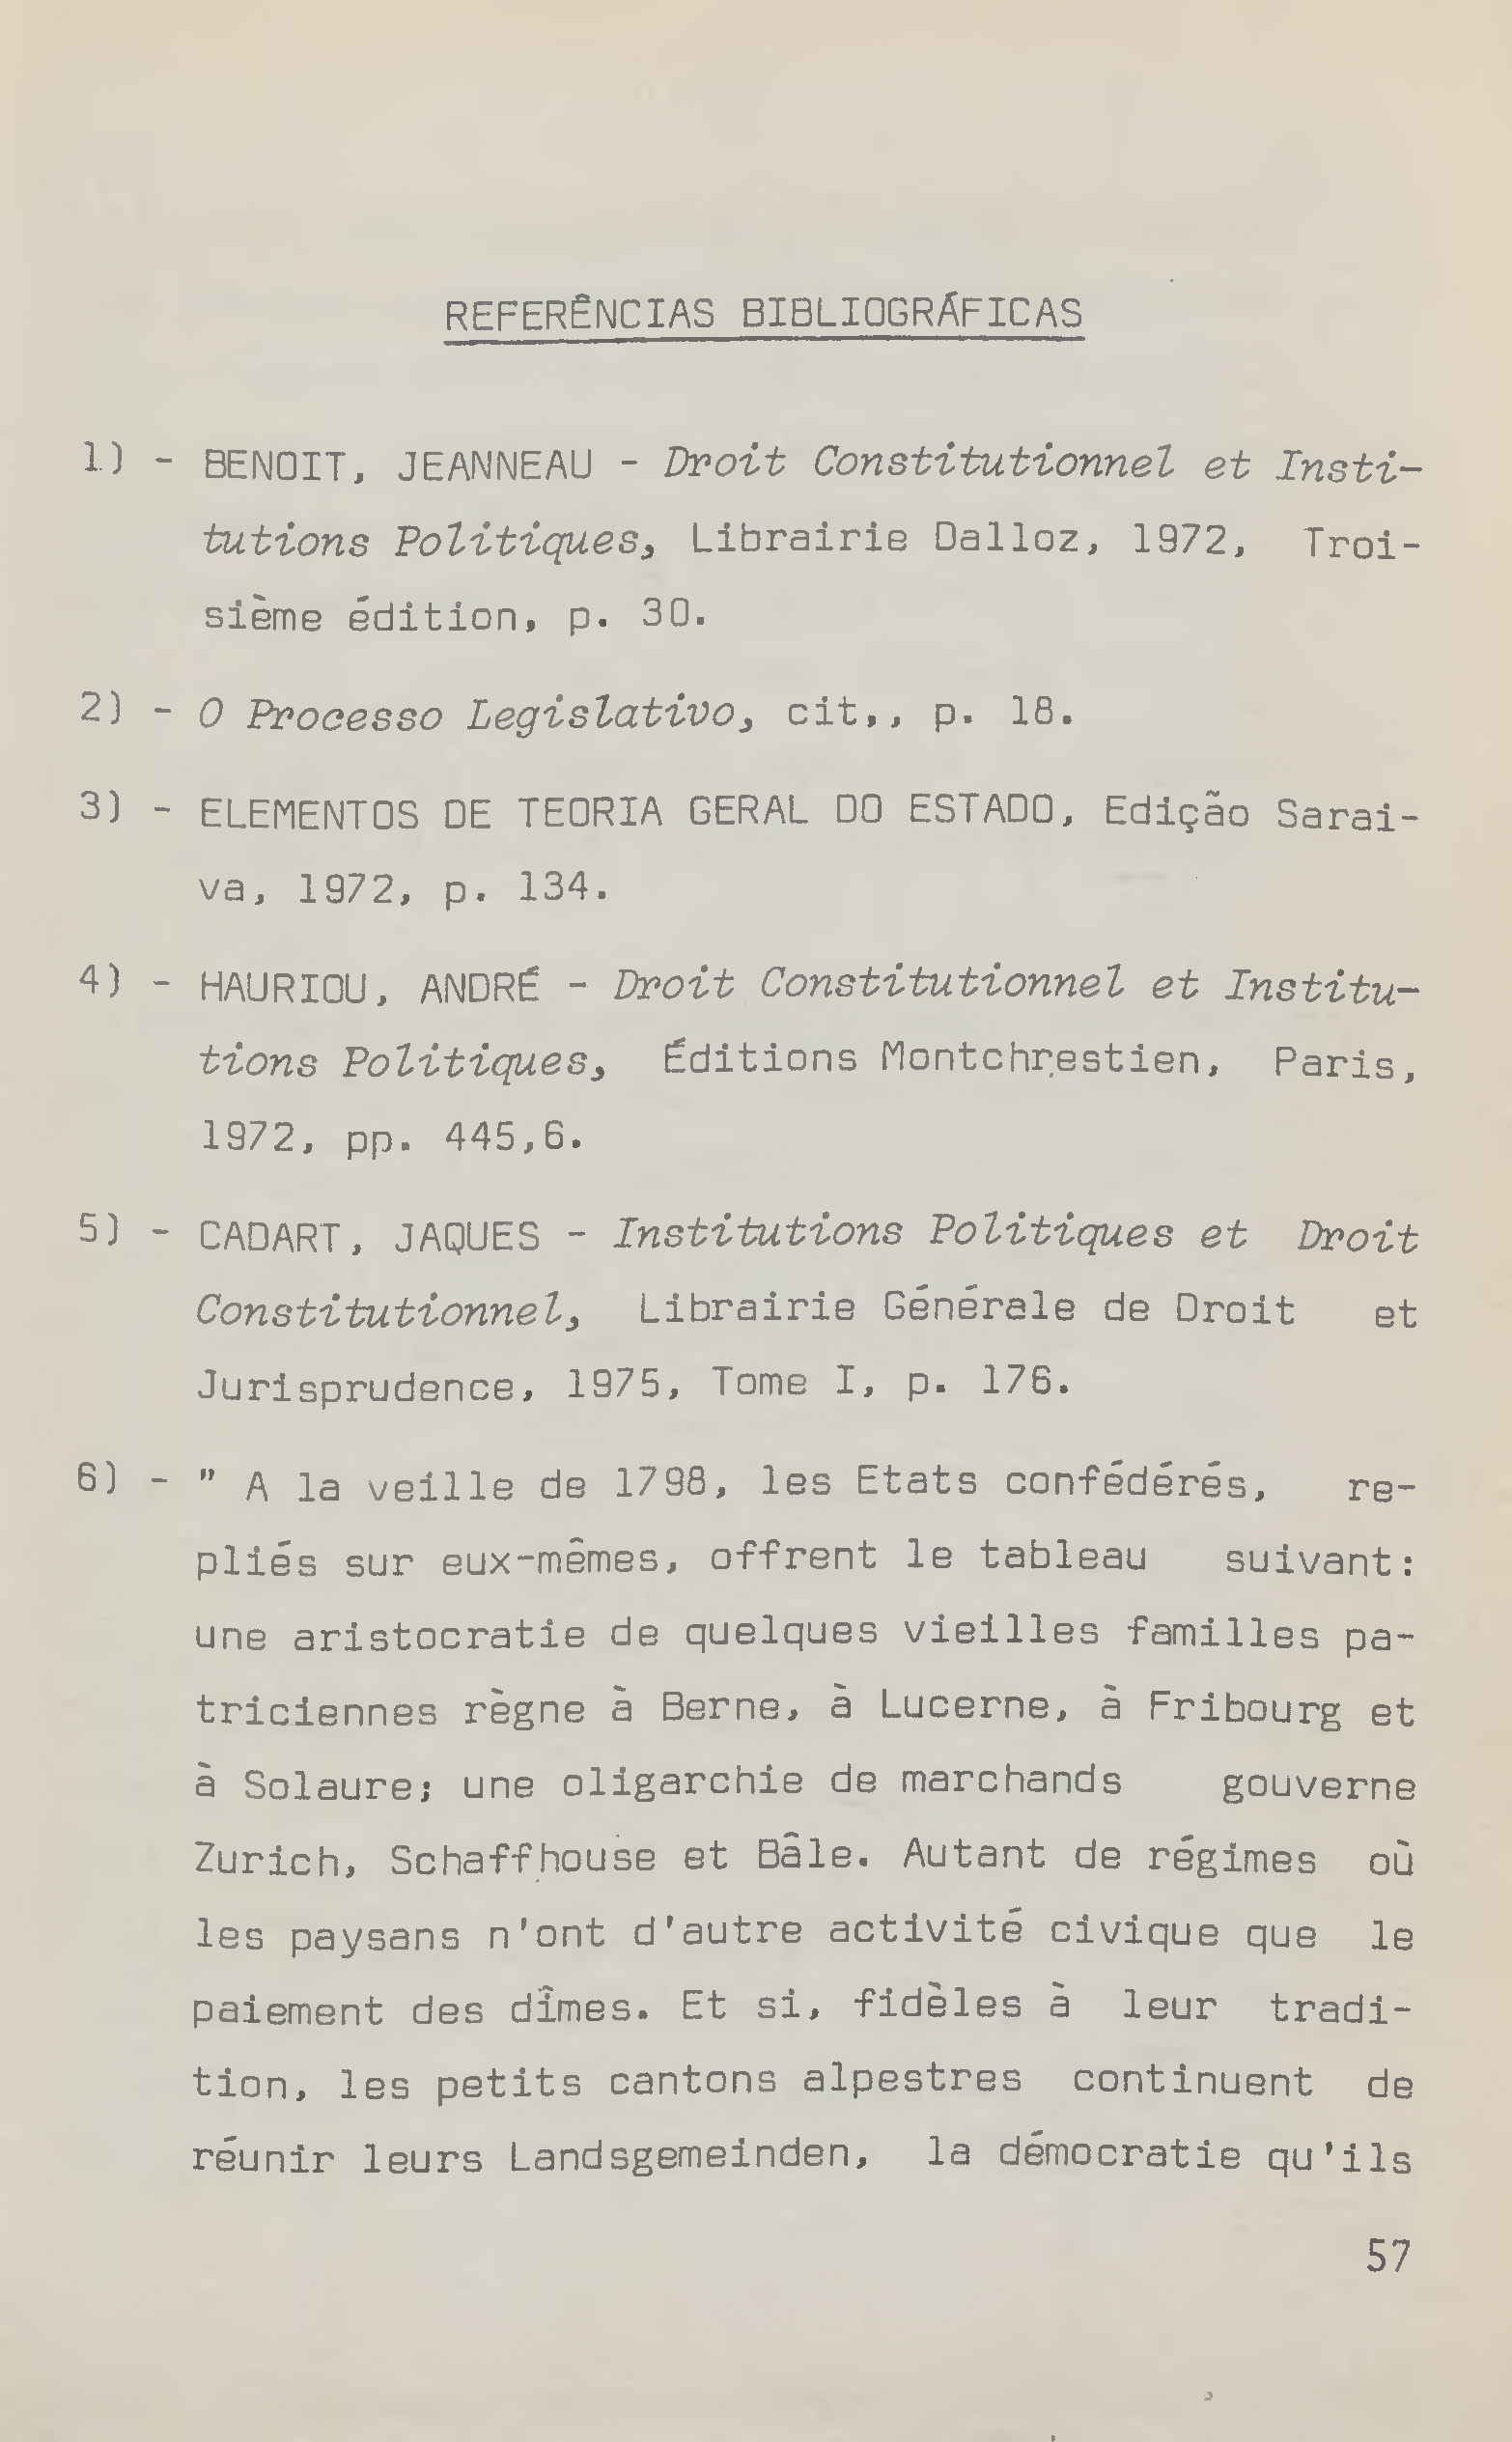 REFERÊNCIAS BIBLIOGRÁFICAS
1) - BENOIT, JEANNEAU - Droit Constitutionnel et Insti-
tutions Politiques, Librairie Dalloz, 1972, Troi-
sième édition, p. 30.
2) - O Processo Legislativo, cit,, p. 18.
3) - ELEMENTOS DE TEORIA GERAL DO ESTADO, Edição Sarai-
va, 1972, p. 134.
4) - HAURIOU, ANDRÉ - Droit Constitutionnel et Institu-
tions Politiques, Éditions Montchrestien, Paris,
1972, pp. 445,6.
5) - CADART, JAQUES - Institutions Politiques et Droit
Constitutionnel, Librairie Générale de Droit et
Jurisprudence, 1975, Tome I, p. 176.
6) - " A la veille de 1798, les Etats confédérés, re-
pliés sur eux-mêmes, offrent le tableau suivant:
une aristocratie de quelques vieilles familles pa-
triciennes règne à Berne, à Lucerne, à Fribourg et
à Solaure; une oligarchie de marchands gouverne
Zurich, Schaffhouse et Bâle. Autant de régimes où
les paysans n'ont d'autre activité civique que le
paiement des dîmes. Et si, fidèles à leur tradi-
tion, les petits cantons alpestres continuent de
réunir leurs Landsgemeinden, la démocratie qu'ils
57